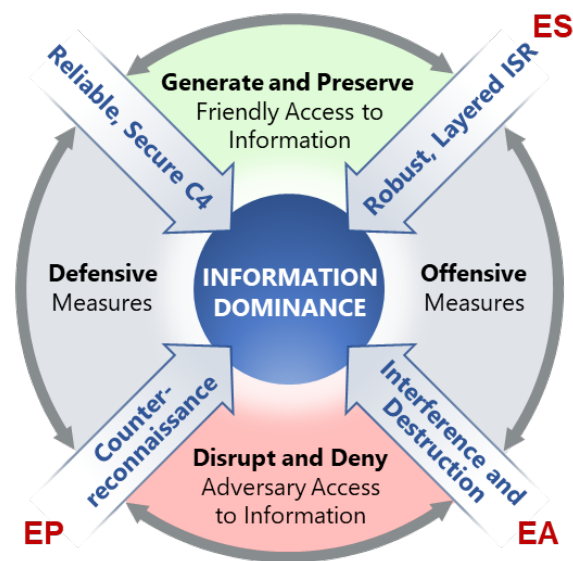 ES
Reliable, Secure C4
Generate and Preserve
Friendly Access to
Information
Robust, Layered ISR
Defensive
Measures
INFORMATION
DOMINANCE
Offensive
Measures
Counter-
reconnaissance
Disrupt and Deny
Adversary Access
to Information
Interference and
Destruction
EP
EA